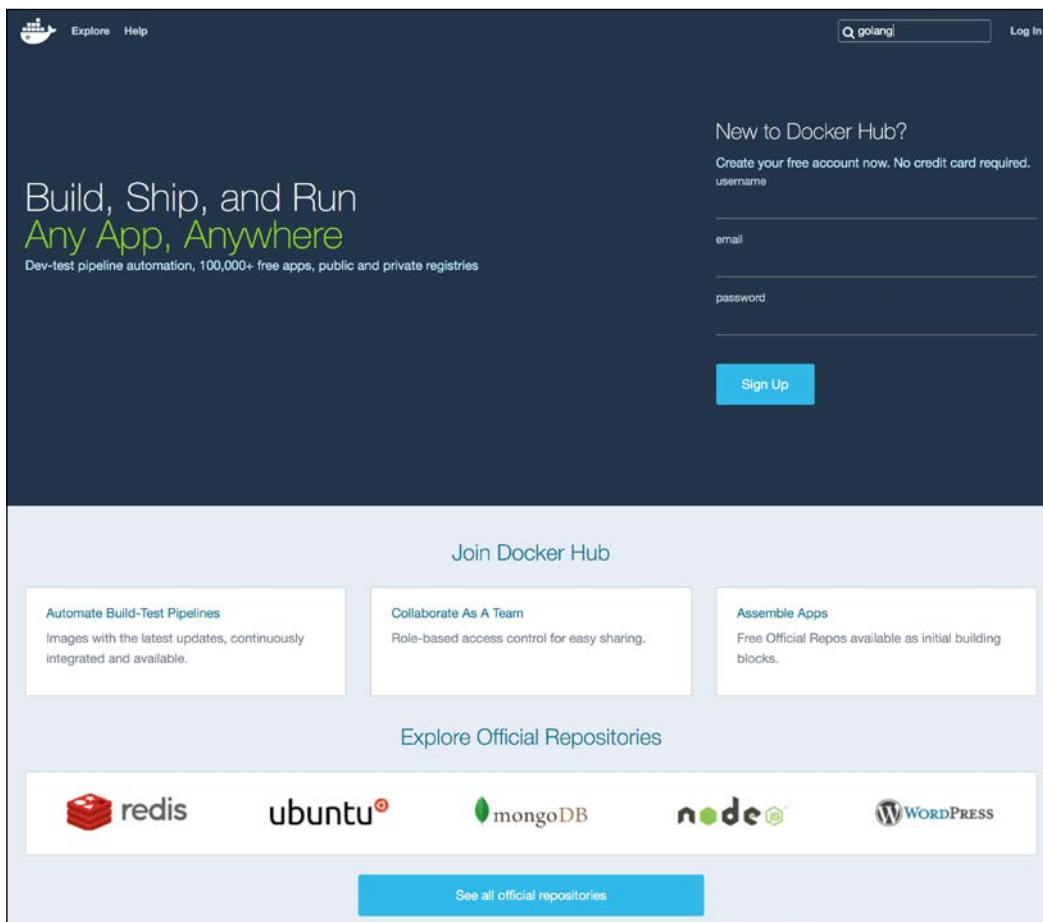 Explore Help
golang
Log In
New to Docker Hub?
Create your free account now. No credit card required.
username
email
password
Sign Up
Build, Ship, and Run
Any App, Anywhere
Dev-test pipeline automation, 100,000+ free apps, public and private registries
Join Docker Hub
Automate Build-Test Pipelines
Images with the latest updates, continuously
integrated and available.
Collaborate As A Team
Role-based access control for easy sharing.
Assemble Apps
Free Official Repos available as initial building
blocks.
Explore Official Repositories
redis
ubuntu
mongoDB
node
JS
WORDPRESS
See all official repositories